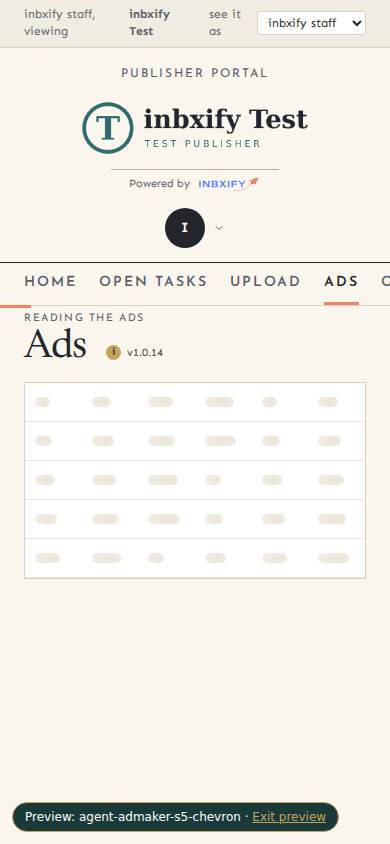 inbxify staff, viewing
inbxify Test
see it as
inbxify staff
PUBLISHER PORTAL
T
inbxify Test
TEST PUBLISHER
Powered by INBXIFY
I
HOME OPEN TASKS UPLOAD ADS
READING THE ADS
Ads
i v1.0.14
Preview: agent-admaker-s5-chevron · Exit preview